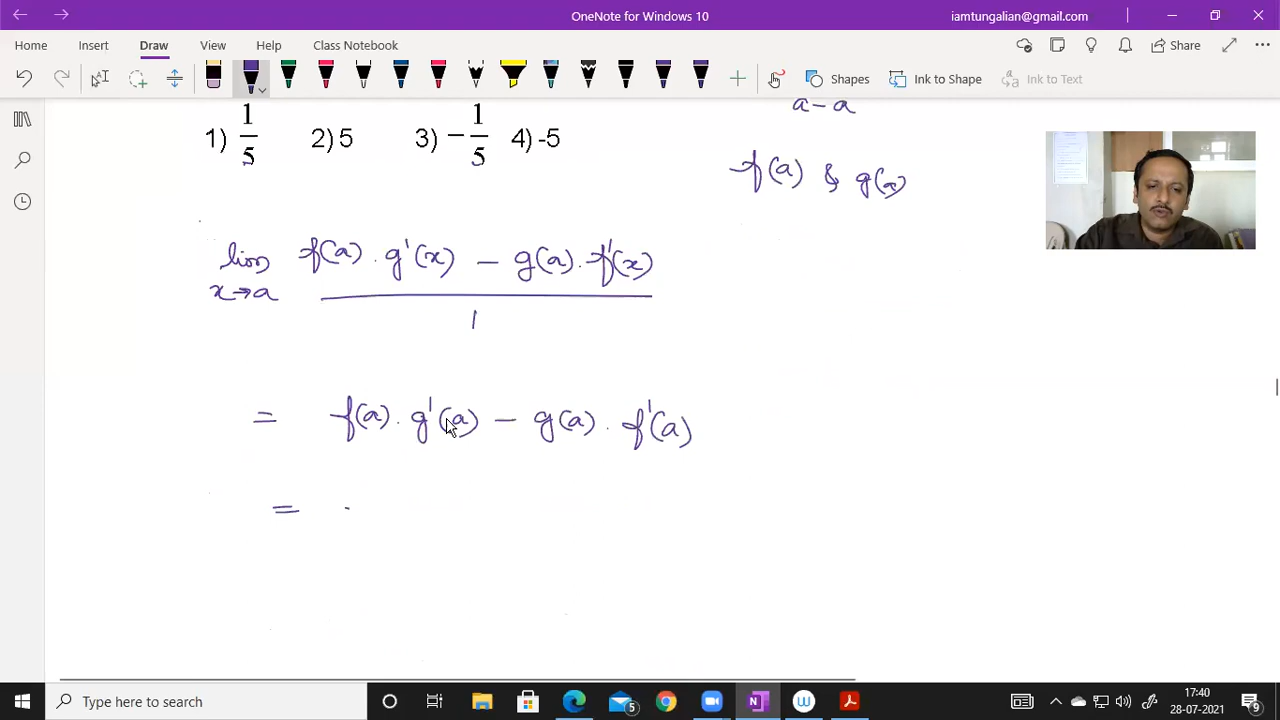 OneNote for Windows 10
iamtungalian@gmail.com
Home Insert Draw View Help Class Notebook
Share
Shapes Ink to Shape Ink to Text
a - a
1) 1/5 2) 5 3) -1/5 4) -5
f(a) & g(a)
lim x→a f(a) · g'(x) - g(a) · f'(x)
1
= f(a) · g'(a) - g(a) · f'(a)
=
Type here to search
5
17:40
28-07-2021
9